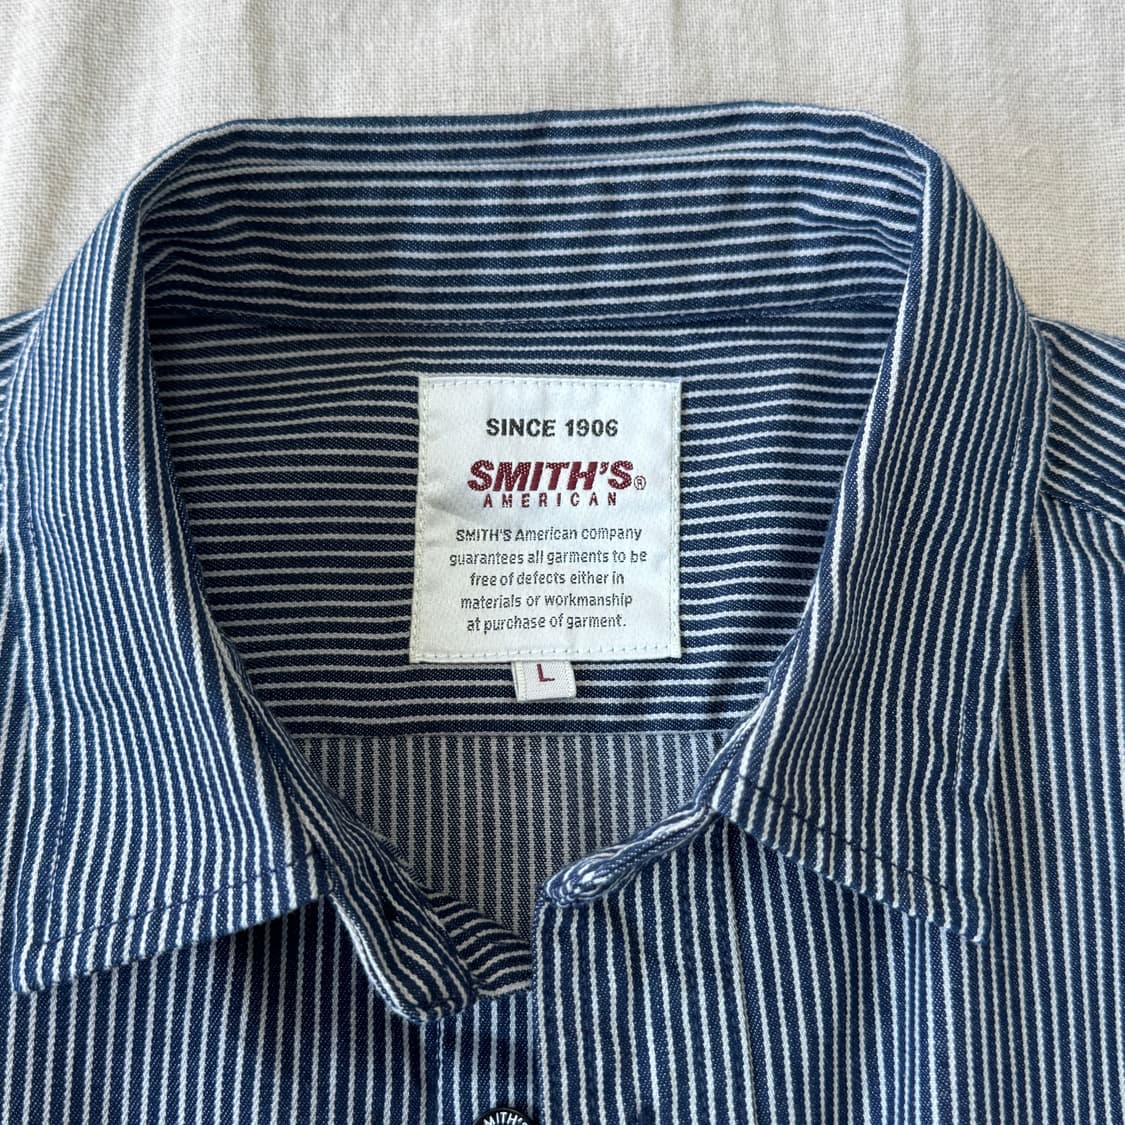 SINCE 1906
SMITH'S®
AMERICAN
SMITH'S American company
guarantees all garments to be
free of defects either in
materials or workmanship
at purchase of garment.
L
SMITH'S